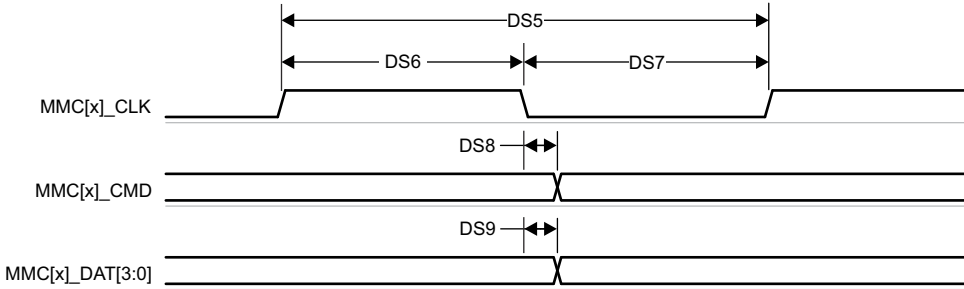 DS5
DS6 DS7
MMC[x]_CLK
DS8
MMC[x]_CMD
DS9
MMC[x]_DAT[3:0]